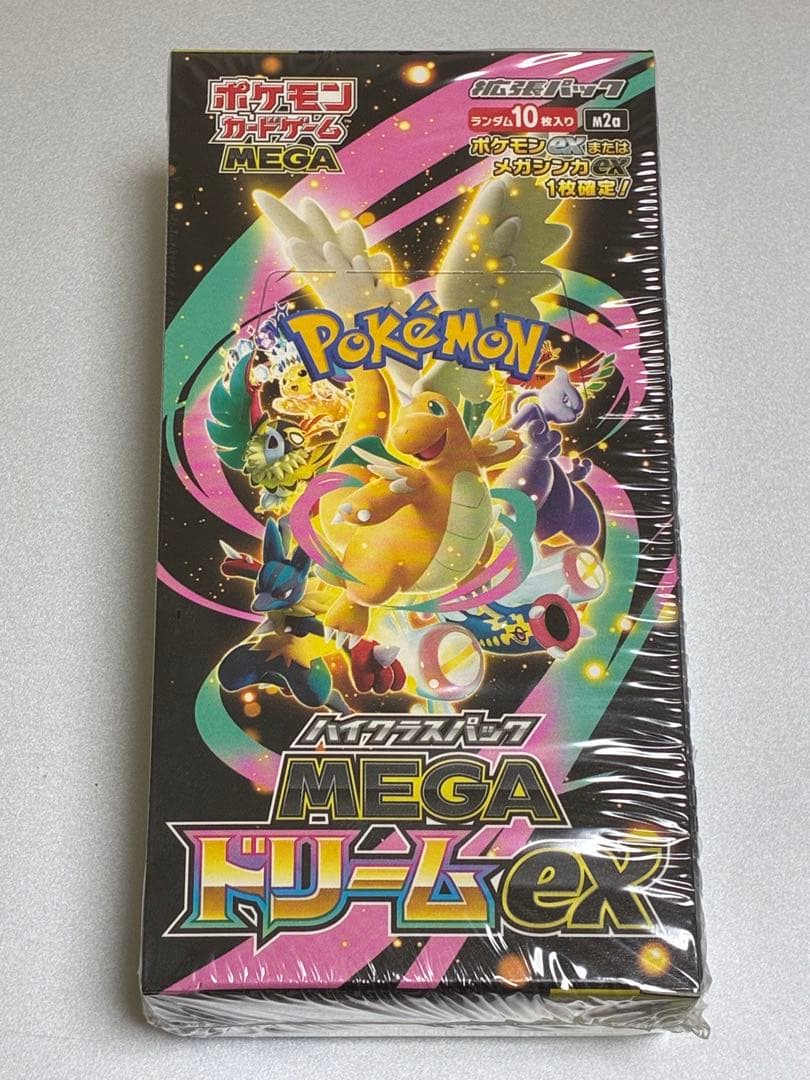 ポケモン
カードゲーム
MEGA
拡張パック
ランダム10枚入り
M2a
ポケモンexまたは
メガシンカex
1枚確定!
POKéMON
TM
ハイクラスパック
MEGA
ドリームex